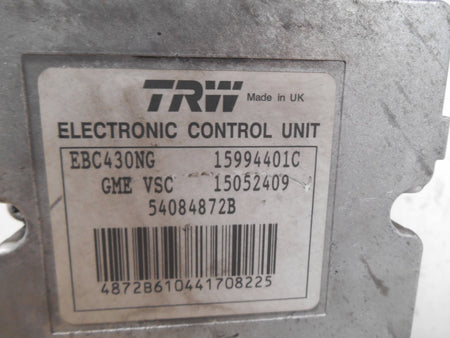 TRW Made in UK
ELECTRONIC CONTROL UNIT
EBC430NG 15994401C
GME VSC 15052409
54084872B
4872B610441708225